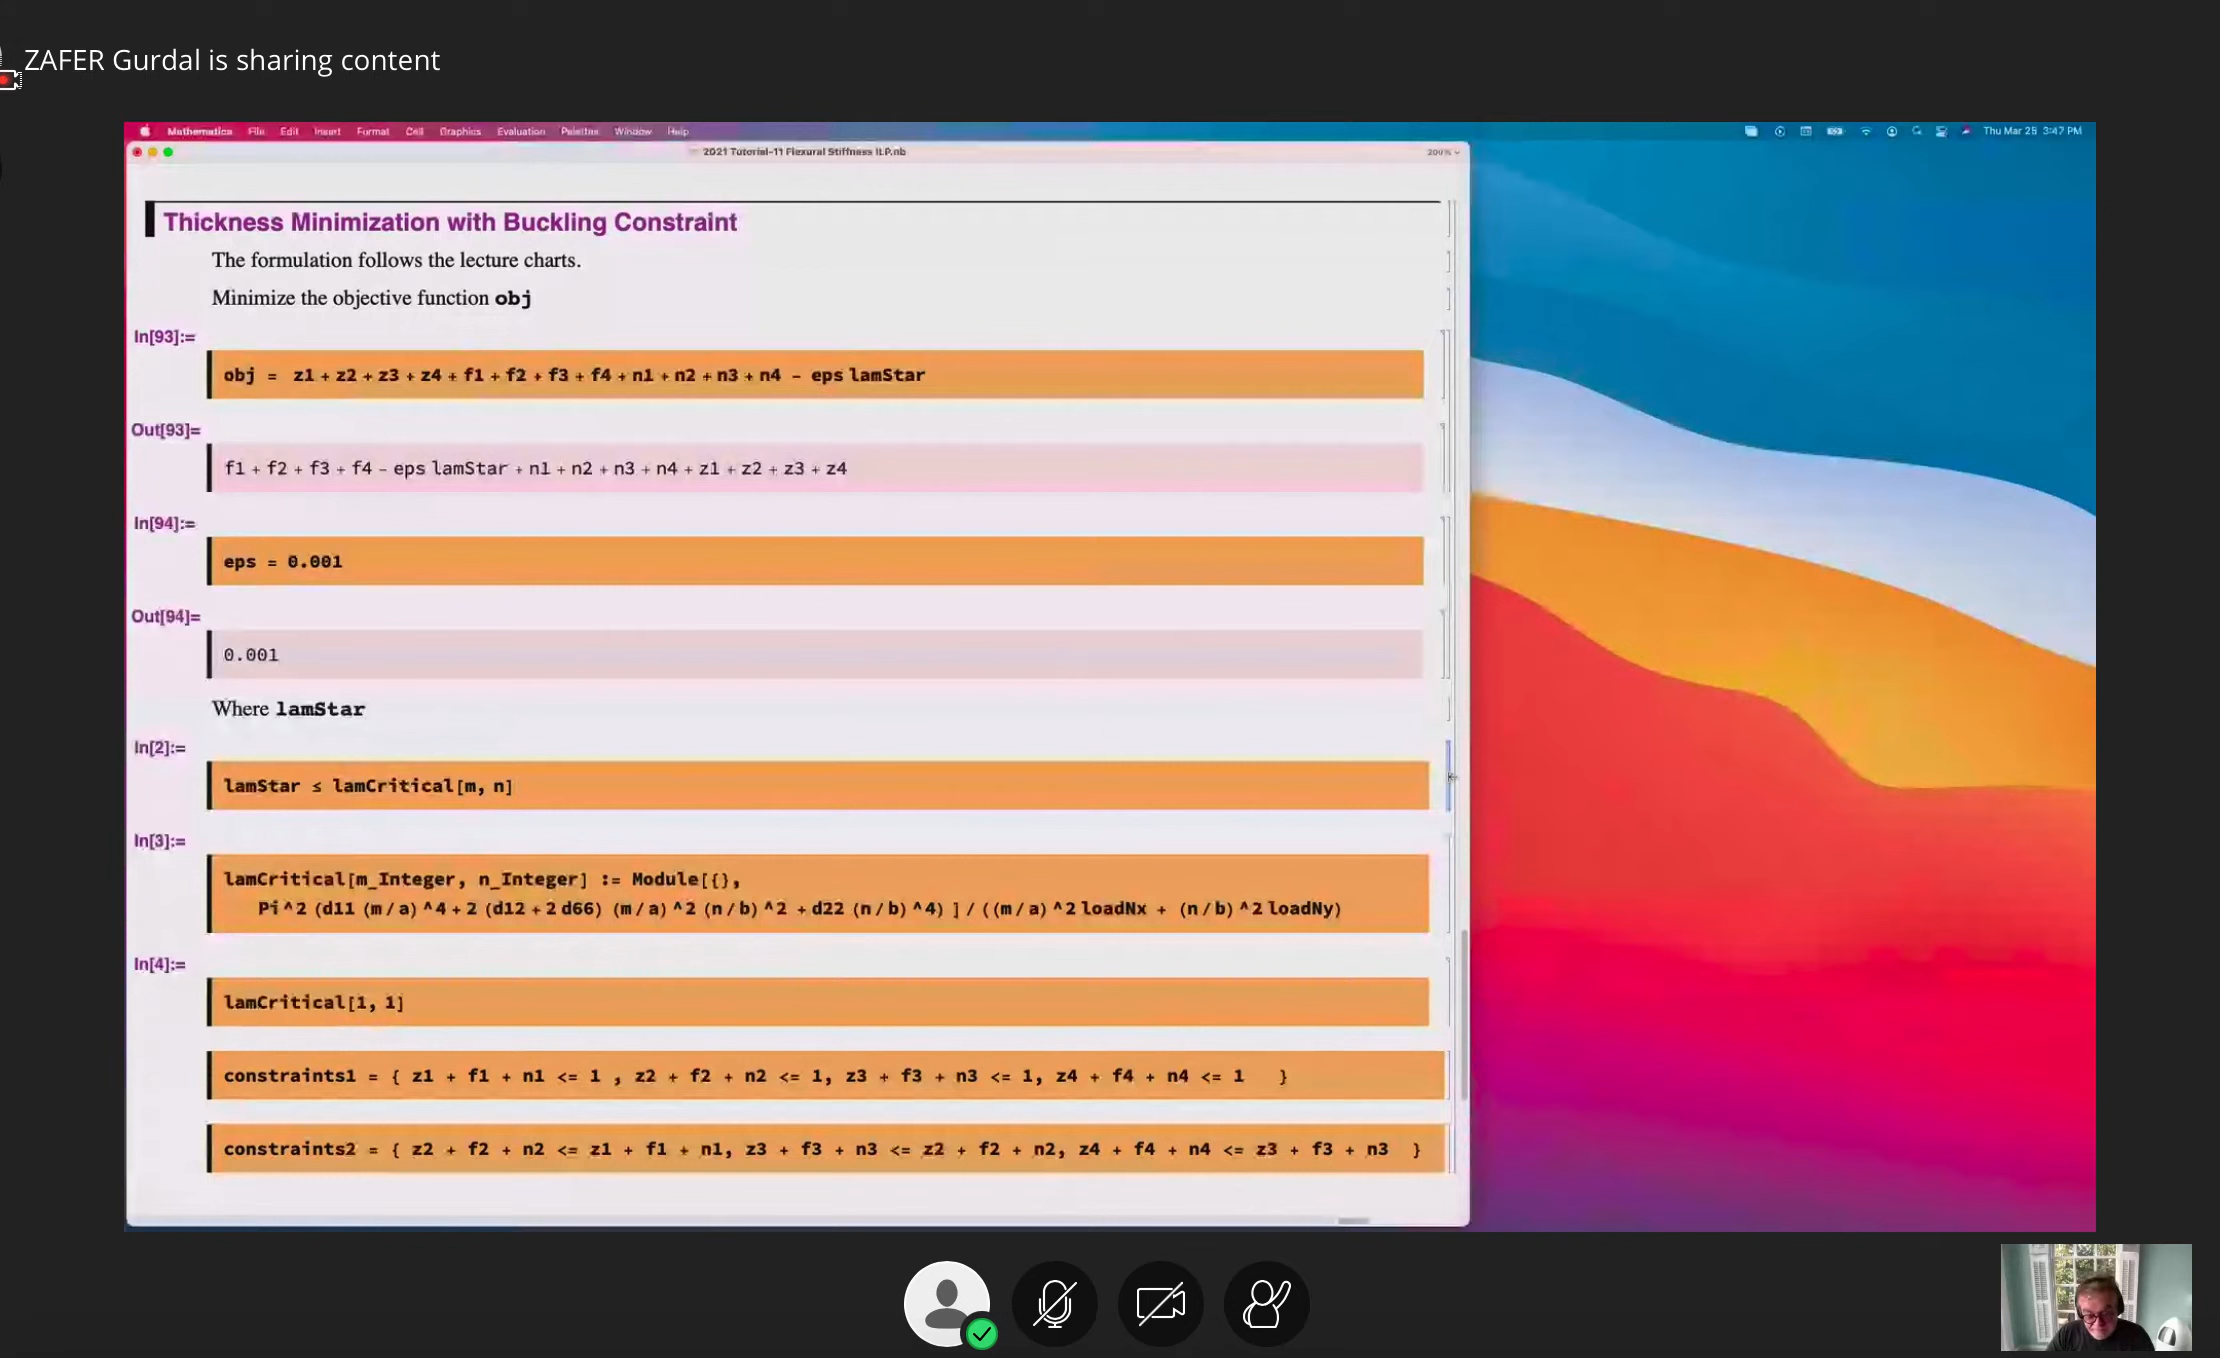 ZAFER Gurdal is sharing content
Mathematica File Edit Insert Format Cell Graphics Evaluation Palettes Window Help
Thu Mar 25 3:47 PM
2021 Tutorial-11 Flexural Stiffness ILP.nb
200%
Thickness Minimization with Buckling Constraint
The formulation follows the lecture charts.
Minimize the objective function obj
In[93]:=
obj = z1 + z2 + z3 + z4 + f1 + f2 + f3 + f4 + n1 + n2 + n3 + n4 - eps lamStar
Out[93]=
f1 + f2 + f3 + f4 - eps lamStar + n1 + n2 + n3 + n4 + z1 + z2 + z3 + z4
In[94]:=
eps = 0.001
Out[94]=
0.001
Where lamStar
In[2]:=
lamStar ≤ lamCritical[m, n]
In[3]:=
lamCritical[m_Integer, n_Integer] := Module[{},
Pi^2 (d11 (m/a)^4 + 2 (d12 + 2 d66) (m/a)^2 (n/b)^2 + d22 (n/b)^4) ] / ((m/a)^2 loadNx + (n/b)^2 loadNy)
In[4]:=
lamCritical[1, 1]
constraints1 = { z1 + f1 + n1 <= 1 , z2 + f2 + n2 <= 1, z3 + f3 + n3 <= 1, z4 + f4 + n4 <= 1 }
constraints2 = { z2 + f2 + n2 <= z1 + f1 + n1, z3 + f3 + n3 <= z2 + f2 + n2, z4 + f4 + n4 <= z3 + f3 + n3 }